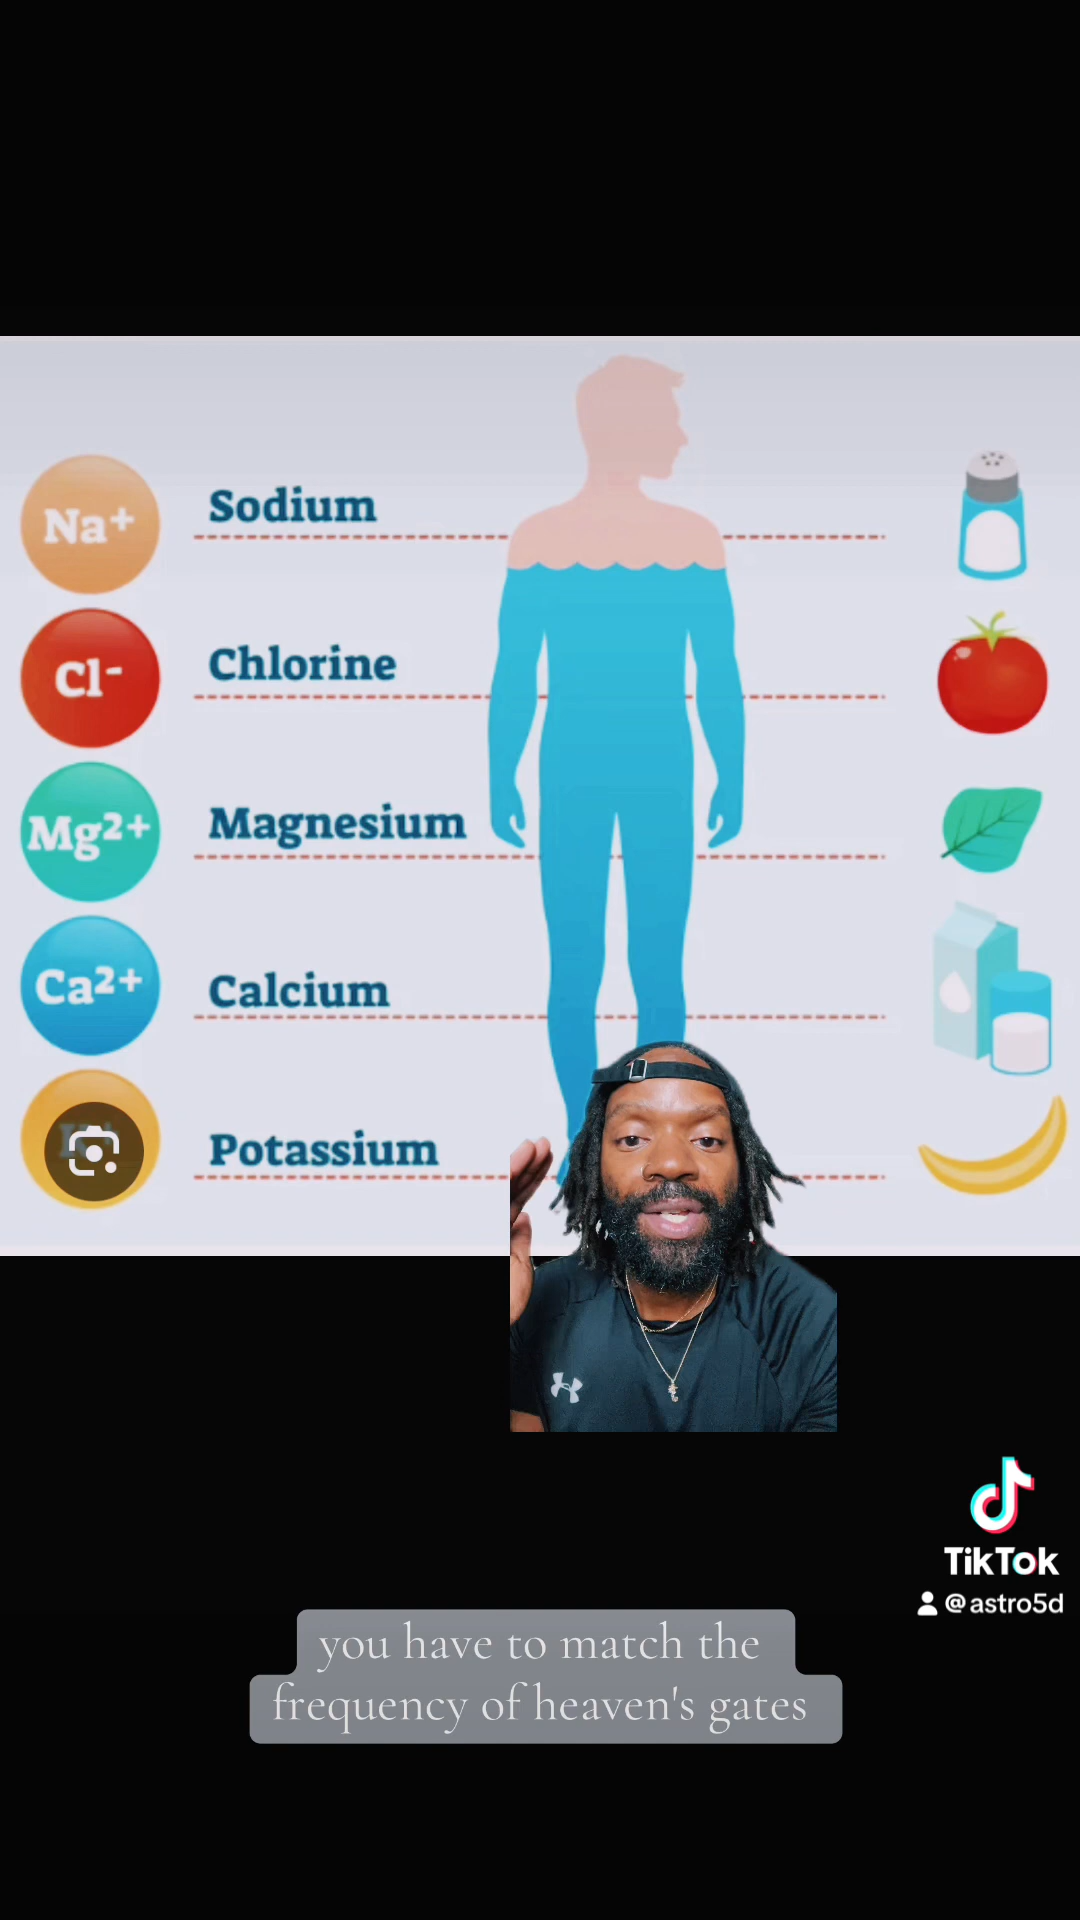 Na+ Sodium
Cl- Chlorine
Mg2+ Magnesium
Ca2+ Calcium
Potassium
TikTok
@astro5d
you have to match the
frequency of heaven's gates